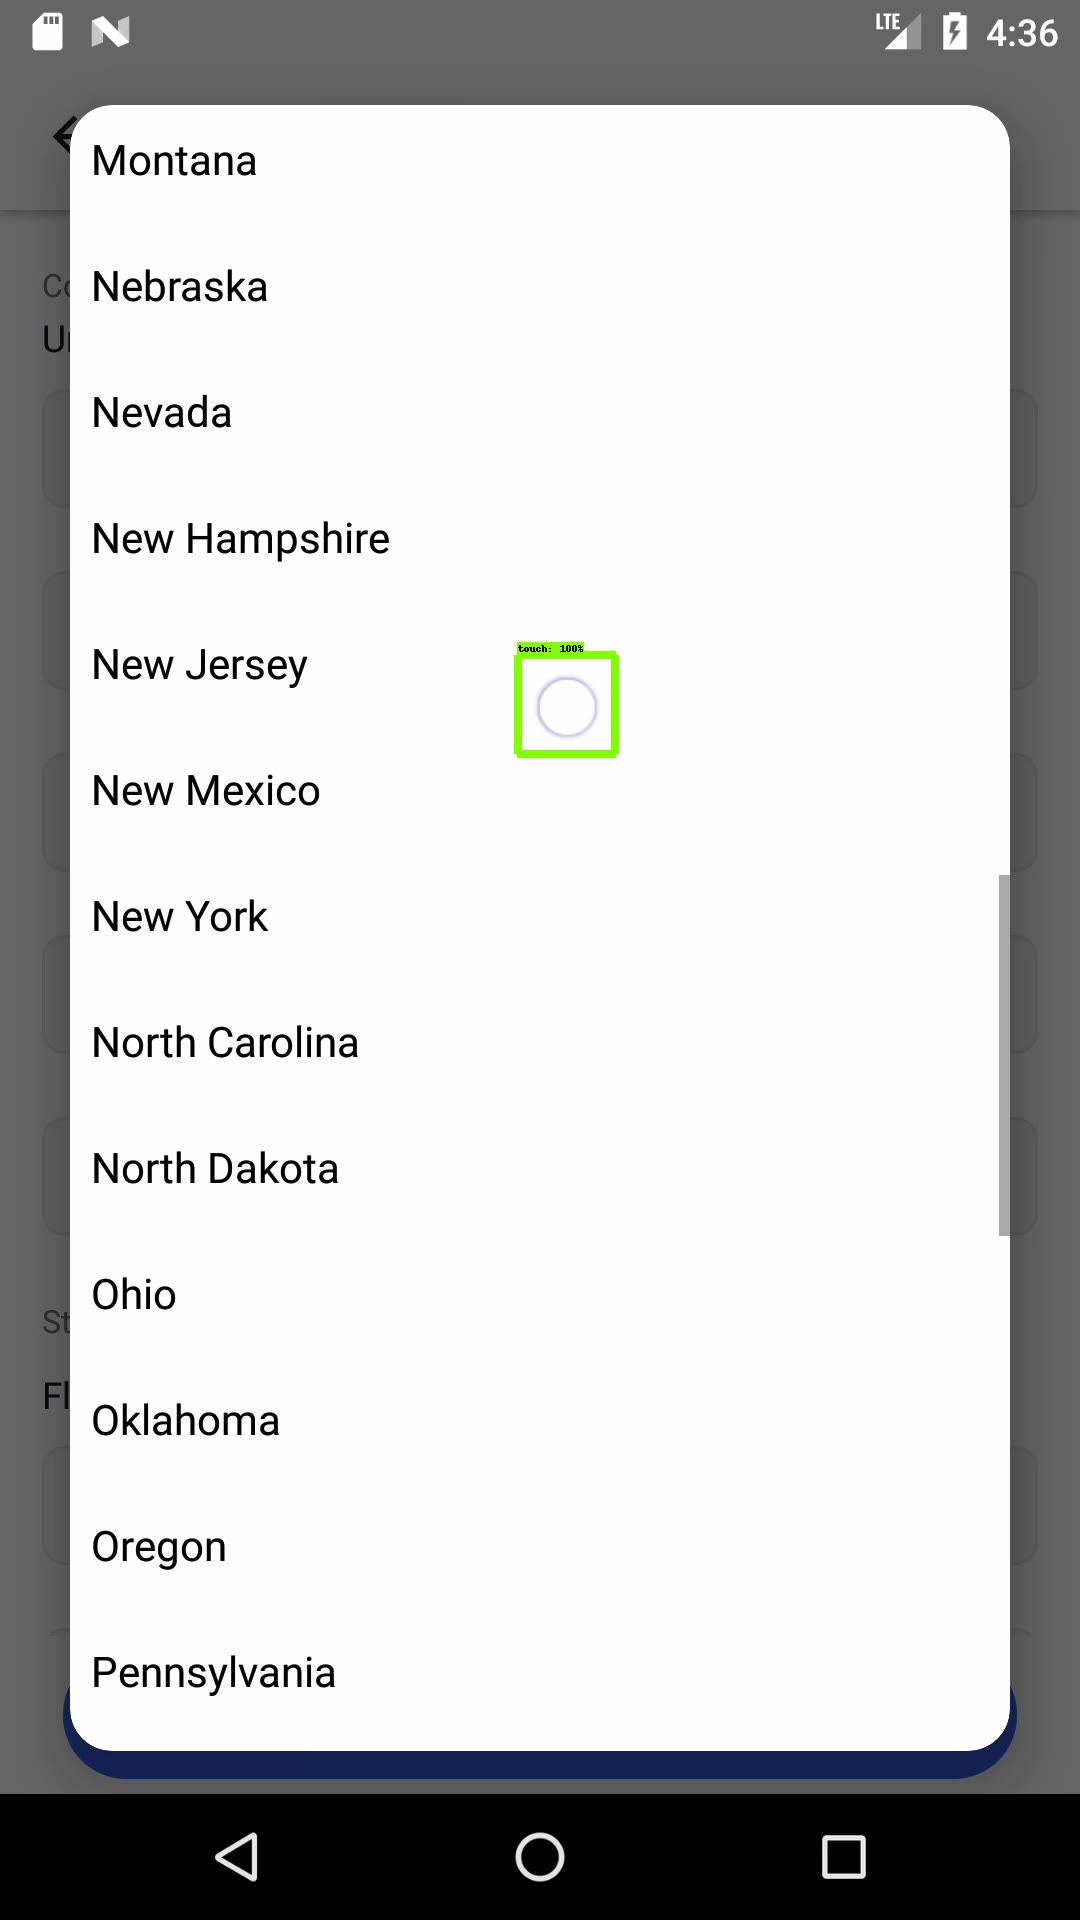 LTE 4:36
Montana
Co
Nebraska
Un
Nevada
New Hampshire
touch: 100%
New Jersey
New Mexico
New York
North Carolina
North Dakota
Ohio
St
Fl
Oklahoma
Oregon
Pennsylvania